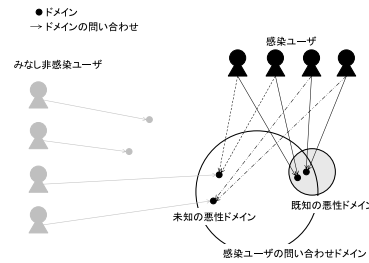 ドメイン
ドメインの問い合わせ
感染ユーザ
みなし非感染ユーザ
既知の悪性ドメイン
未知の悪性ドメイン
感染ユーザの問い合わせドメイン